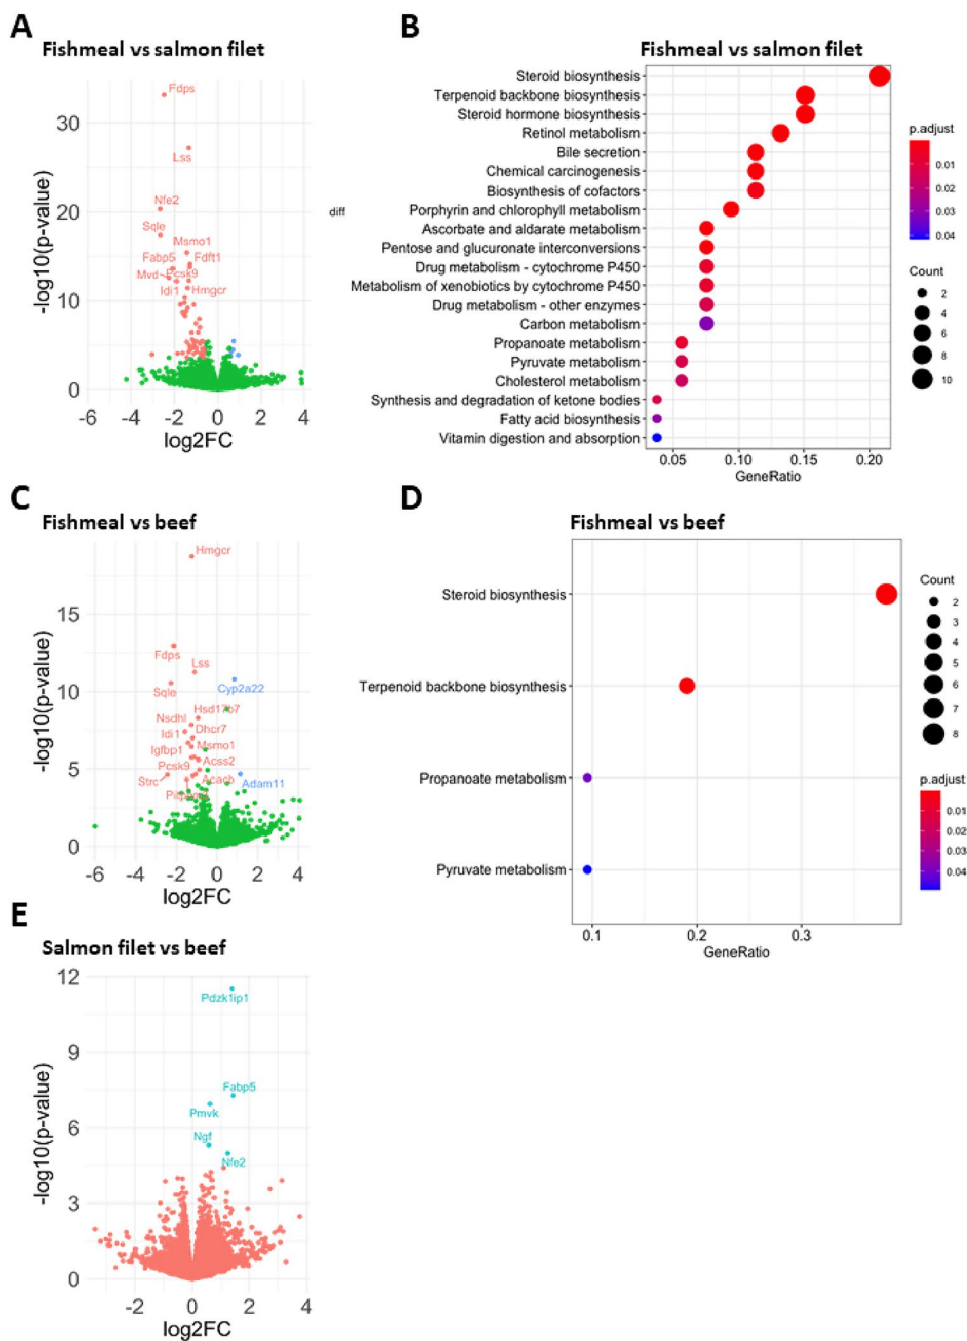 A
Fishmeal vs salmon filet
Fdps
Lss
Nfe2
Sqle
Msmo1
Fabp5
Fdft1
Mvd
Pcsk9
Idi1
Hmgcr
-log10(p-value)
30
20
10
0
-6 -4 -2 0 2 4
log2FC
diff
B
Fishmeal vs salmon filet
Steroid biosynthesis
Terpenoid backbone biosynthesis
Steroid hormone biosynthesis
Retinol metabolism
Bile secretion
Chemical carcinogenesis
Biosynthesis of cofactors
Porphyrin and chlorophyll metabolism
Ascorbate and aldarate metabolism
Pentose and glucuronate interconversions
Drug metabolism - cytochrome P450
Metabolism of xenobiotics by cytochrome P450
Drug metabolism - other enzymes
Carbon metabolism
Propanoate metabolism
Pyruvate metabolism
Cholesterol metabolism
Synthesis and degradation of ketone bodies
Fatty acid biosynthesis
Vitamin digestion and absorption
0.05 0.10 0.15 0.20
GeneRatio
p.adjust
0.01
0.02
0.03
0.04
Count
2
4
6
8
10
C
Fishmeal vs beef
Hmgcr
Fdps
Lss
Sqle
Cyp2a22
Hsd17b7
Nsdhl
Idi1
Dhcr7
Igfbp1
Msmo1
Pcsk9
Acss2
Strc
Acacb
Adam11
-log10(p-value)
15
10
5
0
-6 -4 -2 0 2 4
log2FC
D
Fishmeal vs beef
Steroid biosynthesis
Terpenoid backbone biosynthesis
Propanoate metabolism
Pyruvate metabolism
0.1 0.2 0.3
GeneRatio
Count
2
3
4
5
6
7
8
p.adjust
0.01
0.02
0.03
0.04
E
Salmon filet vs beef
Pdzk1ip1
Fabp5
Pmvk
Ngf
Nfe2
-log10(p-value)
12
9
6
3
0
-2 0 2 4
log2FC